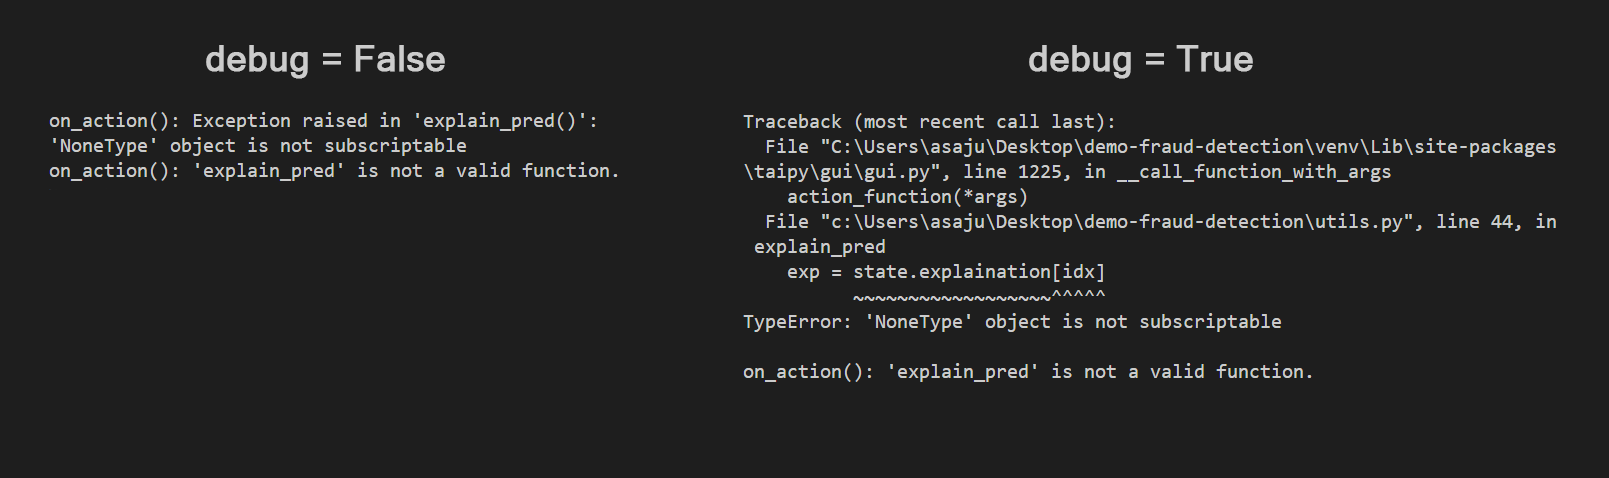 debug = False
on_action(): Exception raised in 'explain_pred()':
'NoneType' object is not subscriptable
on_action(): 'explain_pred' is not a valid function.
debug = True
Traceback (most recent call last):
  File "C:\Users\asaju\Desktop\demo-fraud-detection\venv\Lib\site-packages
\taipy\gui\gui.py", line 1225, in __call_function_with_args
    action_function(*args)
  File "c:\Users\asaju\Desktop\demo-fraud-detection\utils.py", line 44, in
 explain_pred
    exp = state.explaination[idx]
          ~~~~~~~~~~~~~~~~~~^^^^^
TypeError: 'NoneType' object is not subscriptable
on_action(): 'explain_pred' is not a valid function.